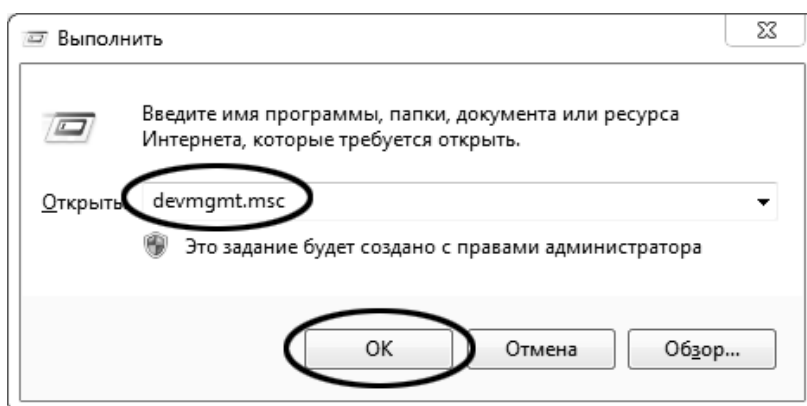 Выполнить
Введите имя программы, папки, документа или ресурса
Интернета, которые требуется открыть.
Открыть devmgmt.msc
Это задание будет создано с правами администратора
OK Отмена Обзор...